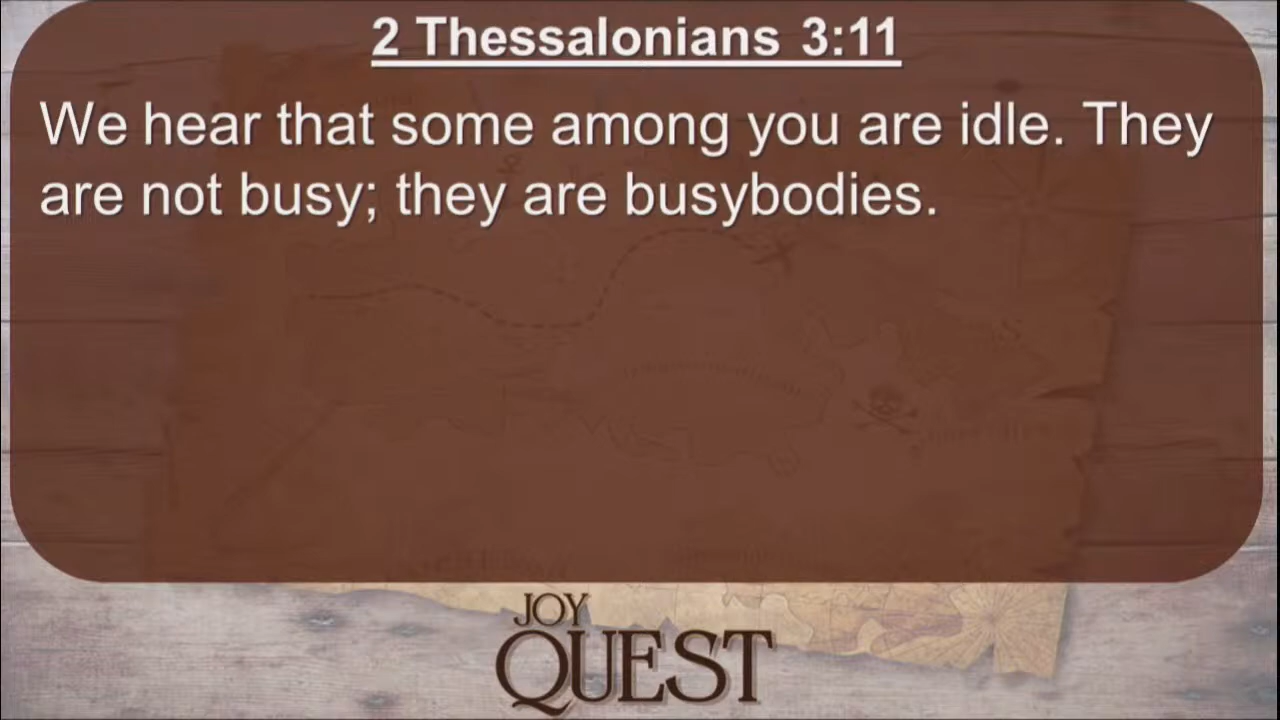 2 Thessalonians 3:11
We hear that some among you are idle. They
are not busy; they are busybodies.
JOY
QUEST